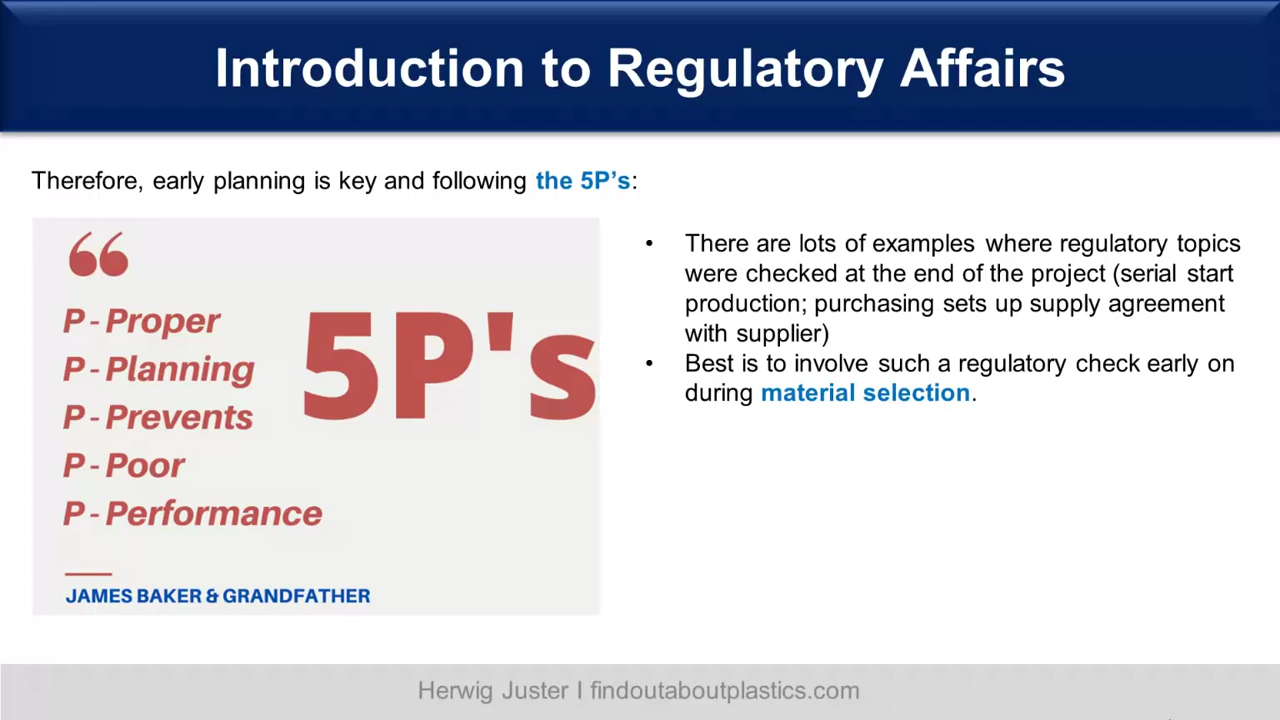 Introduction to Regulatory Affairs
Therefore, early planning is key and following the 5P’s:
“
P - Proper
P - Planning
P - Prevents
P - Poor
P - Performance
5P's
JAMES BAKER & GRANDFATHER
• There are lots of examples where regulatory topics
were checked at the end of the project (serial start
production; purchasing sets up supply agreement
with supplier)
• Best is to involve such a regulatory check early on
during material selection.
Herwig Juster I findoutaboutplastics.com